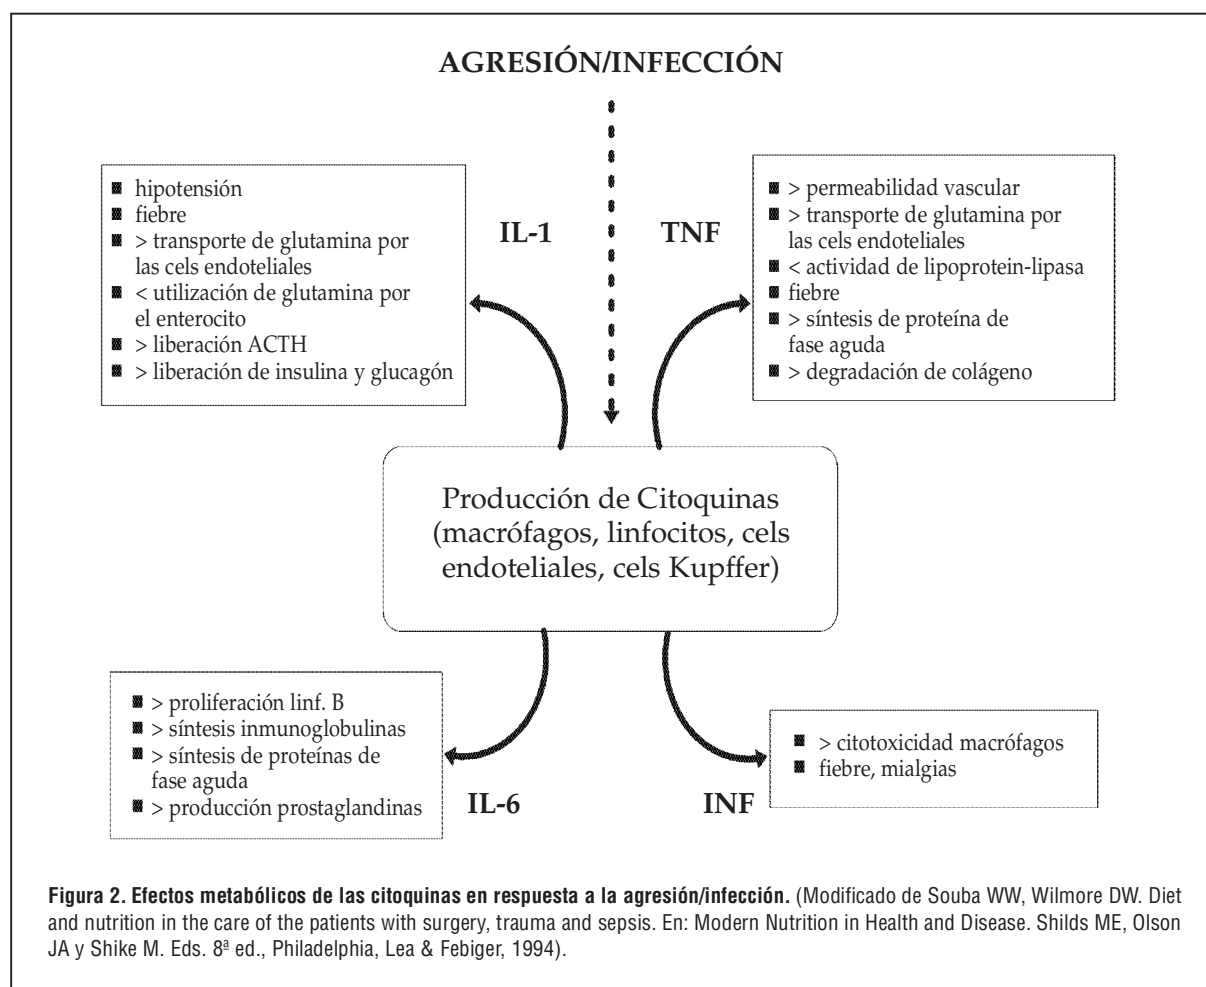 AGRESIÓN/INFECCIÓN
IL-1
hipotensión
fiebre
> transporte de glutamina por
las cels endoteliales
< utilización de glutamina por
el enterocito
> liberación ACTH
> liberación de insulina y glucagón
TNF
> permeabilidad vascular
> transporte de glutamina por
las cels endoteliales
< actividad de lipoprotein-lipasa
fiebre
> síntesis de proteína de
fase aguda
> degradación de colágeno
Producción de Citoquinas
(macrófagos, linfocitos, cels
endoteliales, cels Kupffer)
> proliferación linf. B
> síntesis inmunoglobulinas
> síntesis de proteínas de
fase aguda
> producción prostaglandinas
IL-6
INF
> citotoxicidad macrófagos
fiebre, mialgias
Figura 2. Efectos metabólicos de las citoquinas en respuesta a la agresión/infección. (Modificado de Souba WW, Wilmore DW. Diet
and nutrition in the care of the patients with surgery, trauma and sepsis. En: Modern Nutrition in Health and Disease. Shilds ME, Olson
JA y Shike M. Eds. 8ª ed., Philadelphia, Lea & Febiger, 1994).